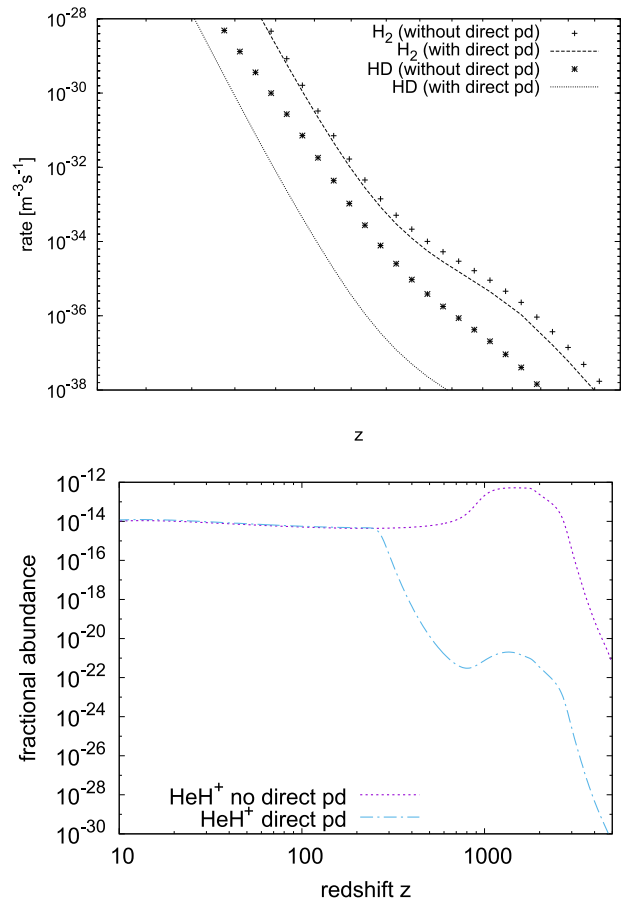 10^-28
10^-30
10^-32
10^-34
10^-36
10^-38
rate [m^-3s^-1]
H_2 (without direct pd)
H_2 (with direct pd)
HD (without direct pd)
HD (with direct pd)
z
10^-12
10^-14
10^-16
10^-18
10^-20
10^-22
10^-24
10^-26
10^-28
10^-30
fractional abundance
HeH^+ no direct pd
HeH^+ direct pd
10 100 1000
redshift z